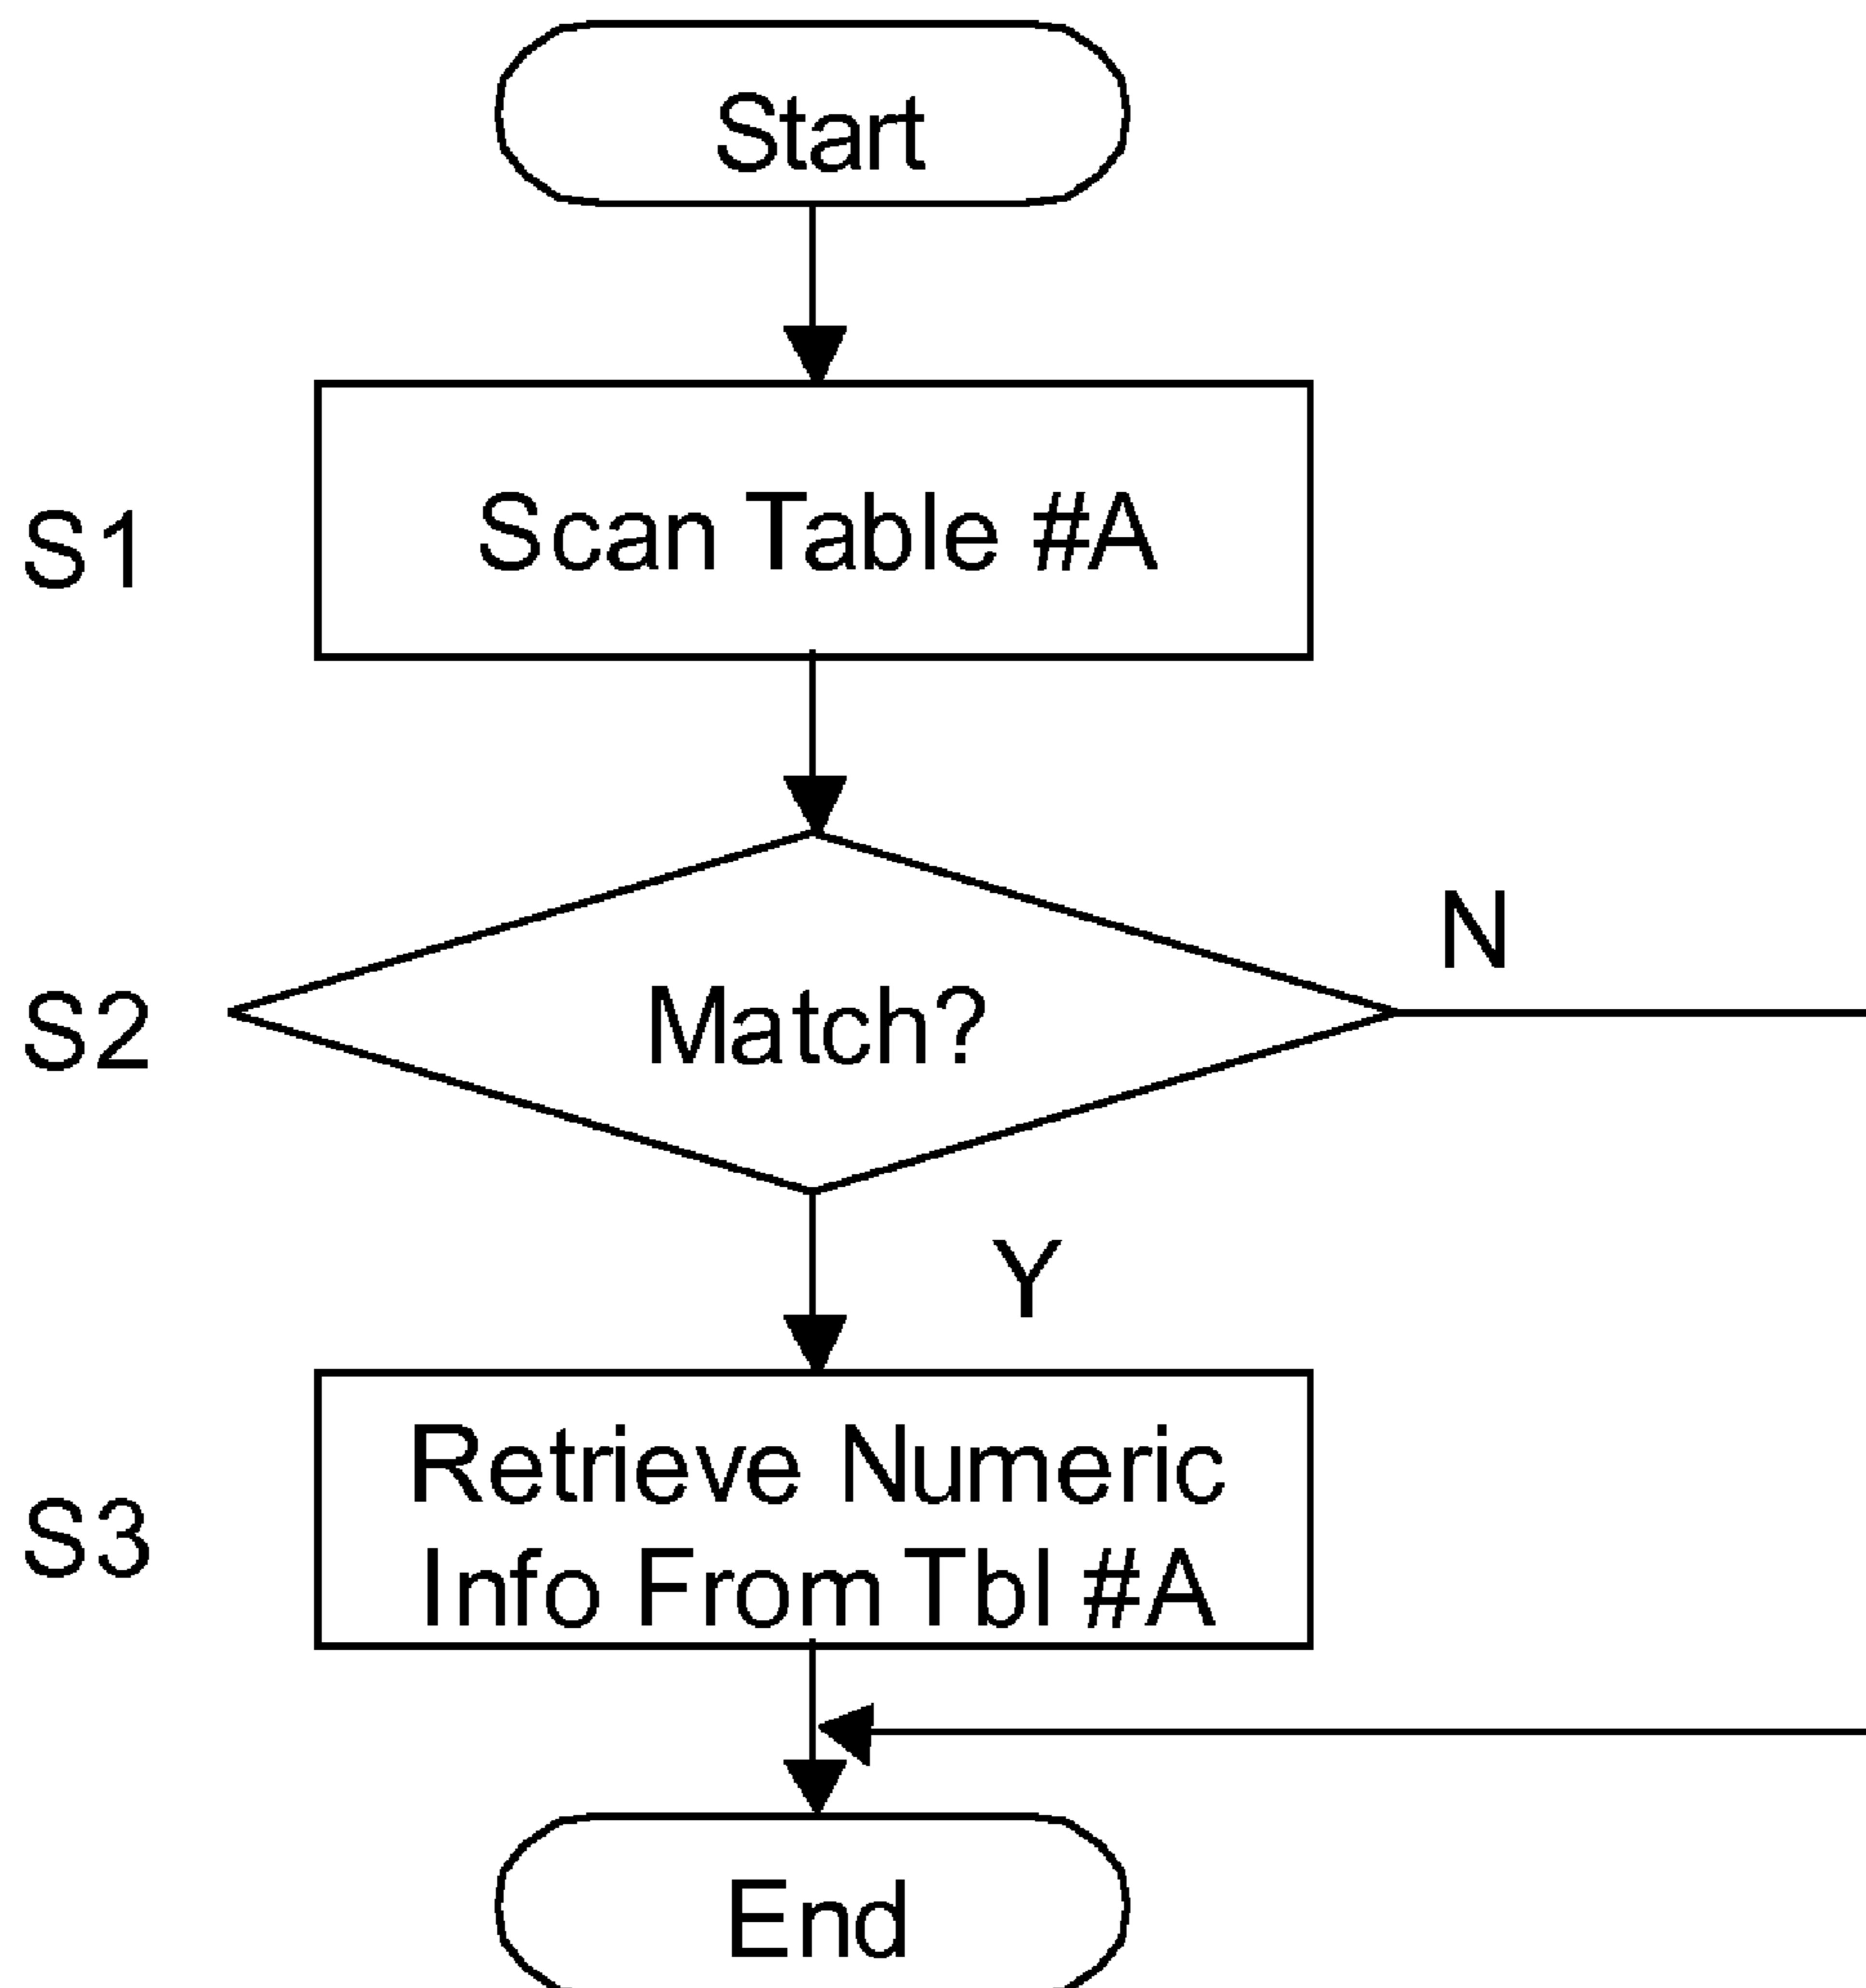 Start
S1
Scan Table #A
S2
Match?
N
Y
S3
Retrieve Numeric
Info From Tbl #A
End